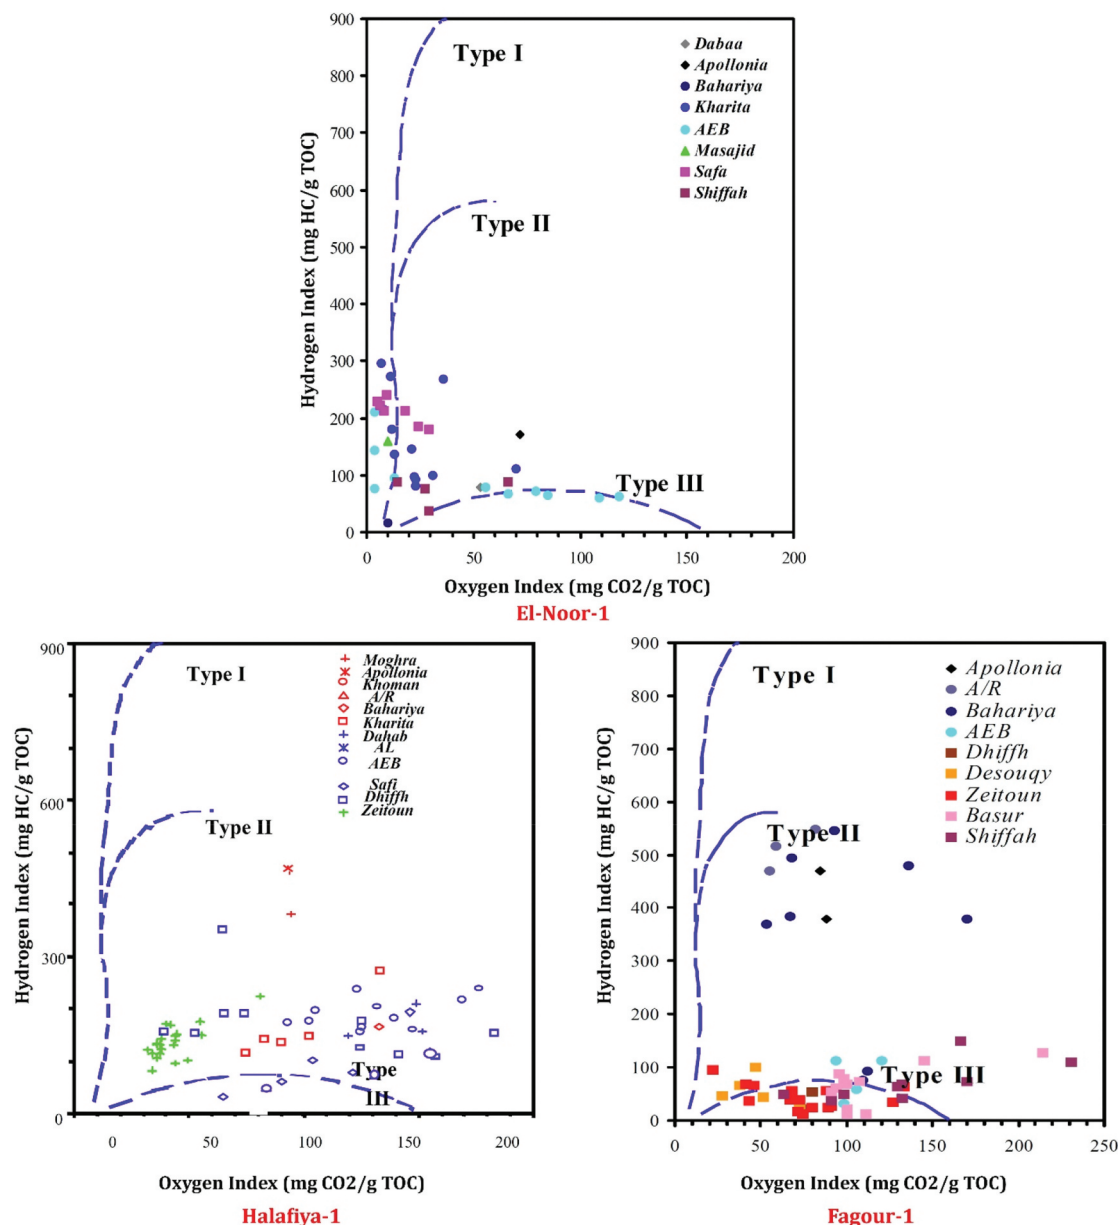 900
800
700
600
500
400
300
200
100
0
Hydrogen Index (mg HC/g TOC)
Type I
Type II
Type III
Dabaa
Apollonia
Bahariya
Kharita
AEB
Masajid
Safa
Shiffah
0 50 100 150 200
Oxygen Index (mg CO2/g TOC)
El-Noor-1
900
600
300
0
Hydrogen Index (mg HC/g TOC)
Type I
Type II
Type
III
Moghra
Apollonia
Khoman
A/R
Bahariya
Kharita
Dahab
AL
AEB
Safi
Dhiffh
Zeitoun
0 50 100 150 200
Oxygen Index (mg CO2/g TOC)
Halafiya-1
900
800
700
600
500
400
300
200
100
0
Hydrogen Index (mg HC/g TOC)
Type I
Type II
Type III
Apollonia
A/R
Bahariya
AEB
Dhiffh
Desouqy
Zeitoun
Basur
Shiffah
0 50 100 150 200 250
Oxygen Index (mg CO2/g TOC)
Fagour-1